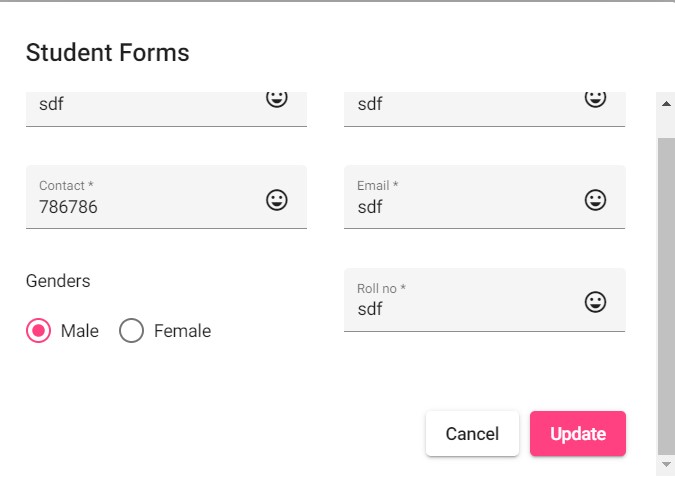 Student Forms
sdf sdf
Contact * Email *
786786 sdf
Genders
Roll no *
sdf
Male Female
Cancel Update